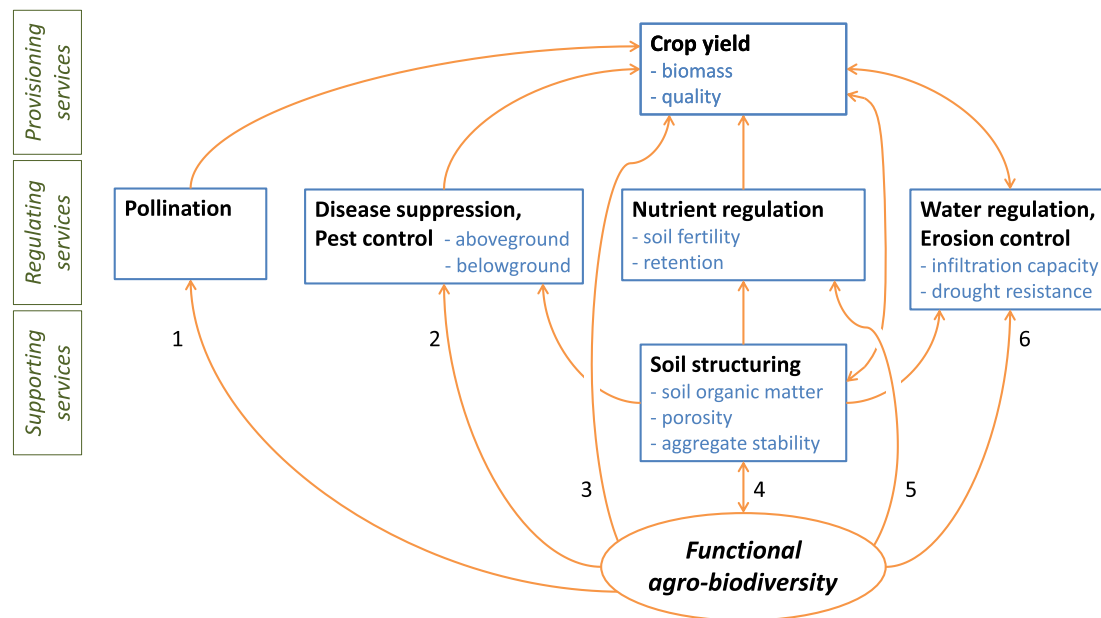 Provisioning
services
Regulating
services
Supporting
services
Crop yield
- biomass
- quality
Pollination
Disease suppression,
Pest control - aboveground
- belowground
Nutrient regulation
- soil fertility
- retention
Water regulation,
Erosion control
- infiltration capacity
- drought resistance
1
2
6
Soil structuring
- soil organic matter
- porosity
- aggregate stability
3
4
5
Functional
agro-biodiversity